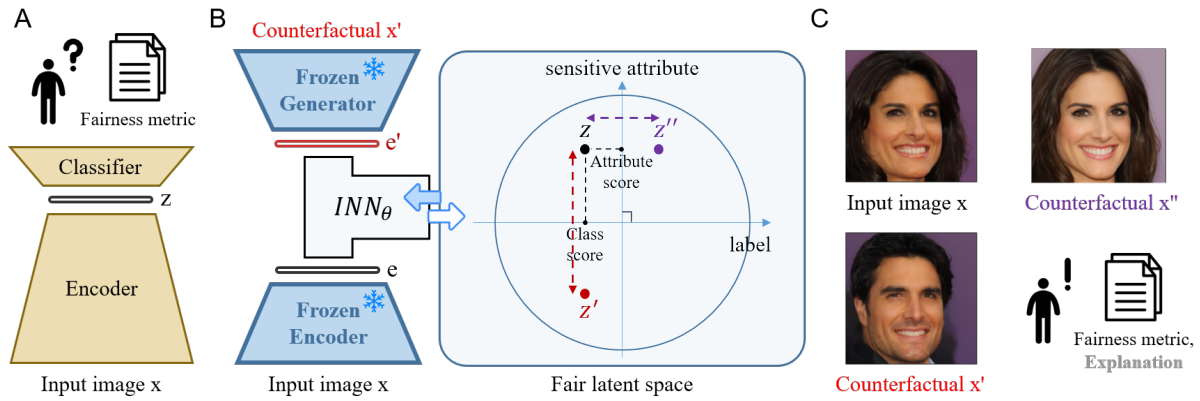 A
Fairness metric
Classifier
z
Encoder
Input image x
B
Counterfactual x'
Frozen
Generator
e'
INNθ
e
Frozen
Encoder
Input image x
sensitive attribute
z
z''
Attribute
score
Class
score
label
z'
Fair latent space
C
Input image x
Counterfactual x"
Counterfactual x'
Fairness metric,
Explanation